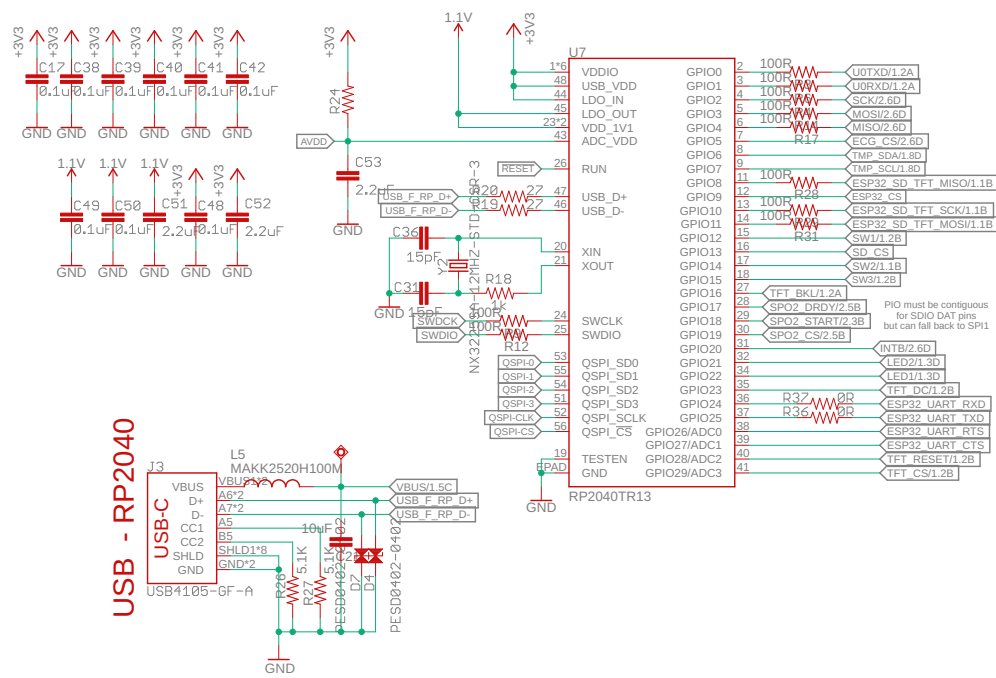 +3V3 +3V3 +3V3 +3V3 +3V3 +3V3
C17 C38 C39 C40 C41 C42
0.1uF 0.1uF 0.1uF 0.1uF 0.1uF 0.1uF
GND GND GND GND GND GND
1.1V 1.1V 1.1V +3V3 +3V3
C49 C50 C51 C48 C52
0.1uF 0.1uF 2.2uF 0.1uF 2.2uF
GND GND GND GND GND
+3V3
R24
AVDD
C53
2.2uF
GND
1.1V
+3V3
U7
1*6 VDDIO
48 USB_VDD
44 LDO_IN
45 LDO_OUT
23*2 VDD_1V1
43 ADC_VDD
RESET 26 RUN
USB_F_RP_D+ R20 27 47 USB_D+
USB_F_RP_D- R19 27 46 USB_D-
C36
15pF
Y2
20 XIN
21 XOUT
C31
15pF
R18
1k
GND
SWDCK 100R 24 SWCLK
SWDIO 100R 25 SWDIO
R12
QSPI-0 53 QSPI_SD0
QSPI-1 55 QSPI_SD1
QSPI-2 54 QSPI_SD2
QSPI-3 51 QSPI_SD3
QSPI-CLK 52 QSPI_SCLK
QSPI-CS 56 QSPI_CS
19 TESTEN
EPAD GND
GND
RP2040TR13
GPIO0 2 100R U0TXD/1.2A
GPIO1 3 100R U0RXD/1.2A
GPIO2 4 100R SCK/2.6D
GPIO3 5 100R MOSI/2.6D
GPIO4 6 100R MISO/2.6D
R17
GPIO5 7 ECG_CS/2.6D
GPIO6 8 TMP_SDA/1.8D
GPIO7 9 TMP_SCL/1.8D
GPIO8 11 100R ESP32_SD_TFT_MISO/1.1B
R28
GPIO9 12 ESP32_CS
GPIO10 13 100R ESP32_SD_TFT_SCK/1.1B
GPIO11 14 100R ESP32_SD_TFT_MOSI/1.1B
R31
GPIO12 15 SW1/1.2B
GPIO13 16 SD_CS
GPIO14 17 SW2/1.1B
GPIO15 18 SW3/1.2B
GPIO16 27 TFT_BKL/1.2A
GPIO17 28 SPO2_DRDY/2.5B
GPIO18 29 SPO2_START/2.3B
GPIO19 30 SPO2_CS/2.5B
PIO must be contiguous
for SDIO DAT pins
but can fall back to SPI1
GPIO20 31 INTB/2.6D
GPIO21 32 LED2/1.3D
GPIO22 34 LED1/1.3D
GPIO23 35 TFT_DC/1.2B
GPIO24 36 R37 0R ESP32_UART_RXD
GPIO25 37 R36 0R ESP32_UART_TXD
GPIO26/ADC0 38 ESP32_UART_RTS
GPIO27/ADC1 39 ESP32_UART_CTS
GPIO28/ADC2 40 TFT_RESET/1.2B
GPIO29/ADC3 41 TFT_CS/1.2B
USB - RP2040
J3
USB-C
VBUS VBUS1*2
D+ A6*2
D- A7*2
CC1 A5
CC2 B5
SHLD SHLD1*8
GND GND*2
USB4105-GF-A
L5
MAKK2520H100M
VBUS/1.5C
USB_F_RP_D+
USB_F_RP_D-
10uF
R26 5.1K
R27 5.1K
D7
D4
PESD0402-0402
GND